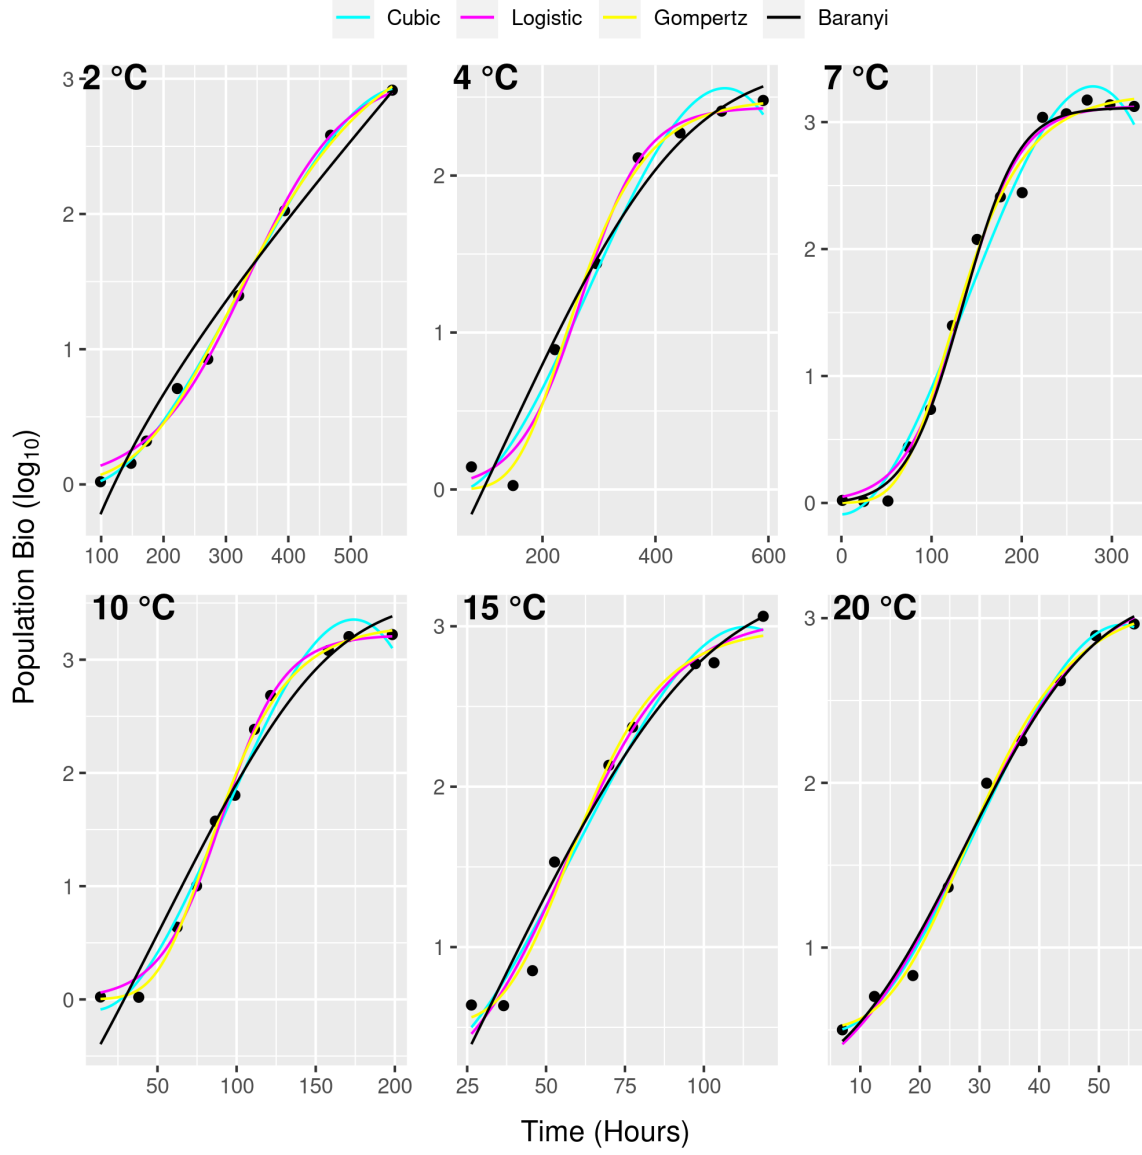 Cubic Logistic Gompertz Baranyi
2 °C 4 °C 7 °C
3
2
1
0
100 200 300 400 500
2
1
0
200 400 600
3
2
1
0
0 100 200 300
10 °C 15 °C 20 °C
3
2
1
0
50 100 150 200
3
2
1
25 50 75 100
3
2
1
10 20 30 40 50
Population Bio (log10)
Time (Hours)